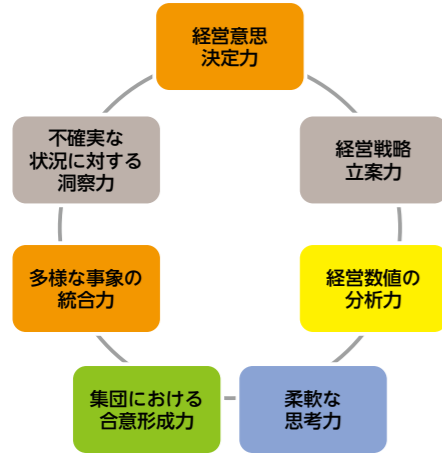 経営意思
決定力
不確実な
状況に対する
洞察力
経営戦略
立案力
多様な事象の
統合力
経営数値の
分析力
集団における
合意形成力
柔軟な
思考力